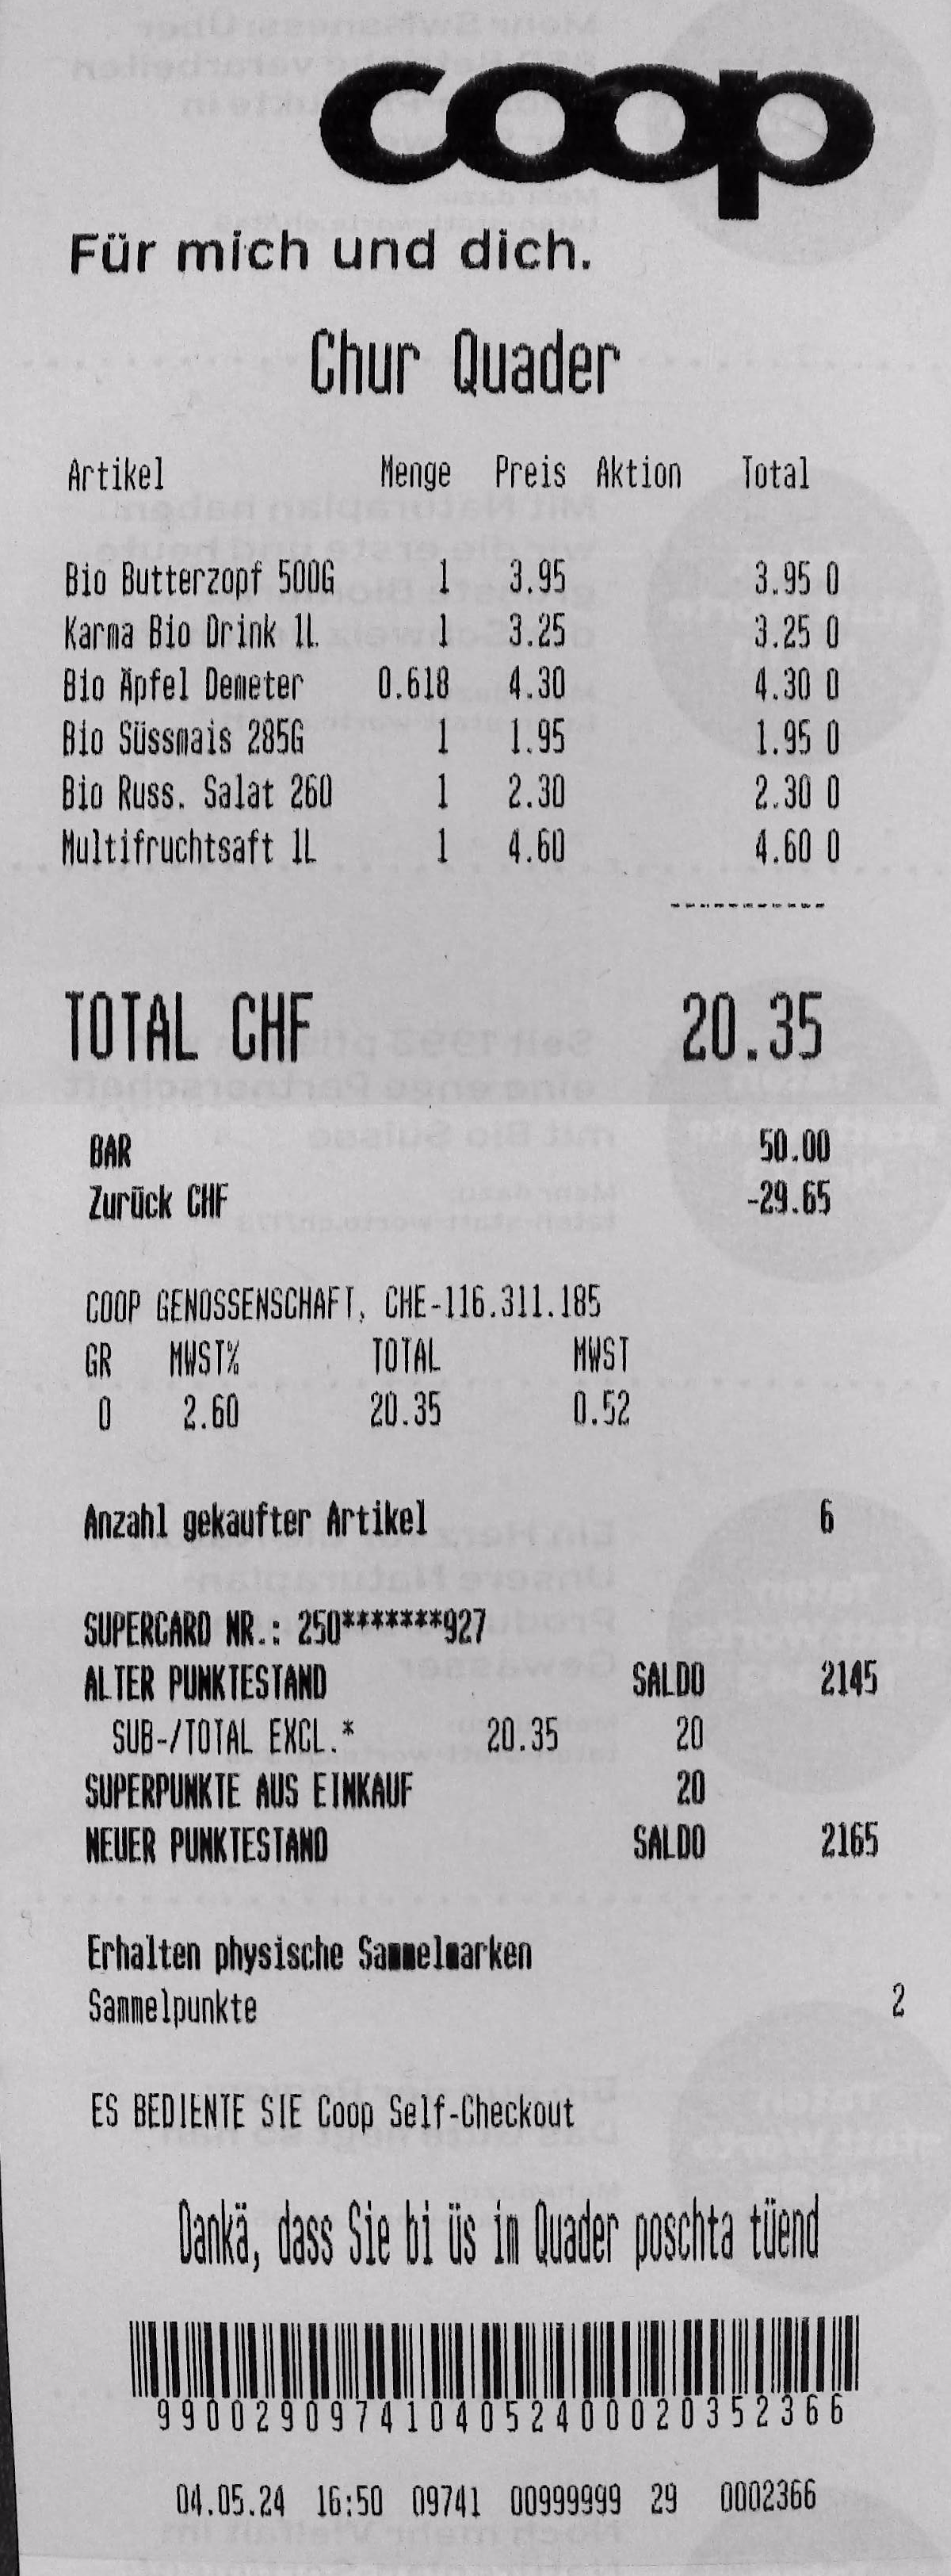 coop
Für mich und dich.
Chur Quader
Artikel Menge Preis Aktion Total
Bio Butterzopf 500G 1 3.95 3.95 0
Karma Bio Drink 1L 1 3.25 3.25 0
Bio Äpfel Demeter 0.618 4.30 4.30 0
Bio Süssmais 285G 1 1.95 1.95 0
Bio Russ. Salat 260 1 2.30 2.30 0
Multifruchtsaft 1L 1 4.60 4.60 0
TOTAL CHF 20.35
BAR 50.00
Zurück CHF -29.65
COOP GENOSSENSCHAFT, CHE-116.311.185
GR MWST% TOTAL MWST
0 2.60 20.35 0.52
Anzahl gekaufter Artikel 6
SUPERCARD NR.: 250*******927
ALTER PUNKTESTAND SALDO 2145
SUB-/TOTAL EXCL.* 20.35 20
SUPERPUNKTE AUS EINKAUF 20
NEUER PUNKTESTAND SALDO 2165
Erhalten physische Sammelmarken
Sammelpunkte 2
ES BEDIENTE SIE Coop Self-Checkout
Dankä, dass Sie bi üs im Quader poschta tüend
9900290974104052400020352366
04.05.24 16:50 09741 00999999 29 0002366